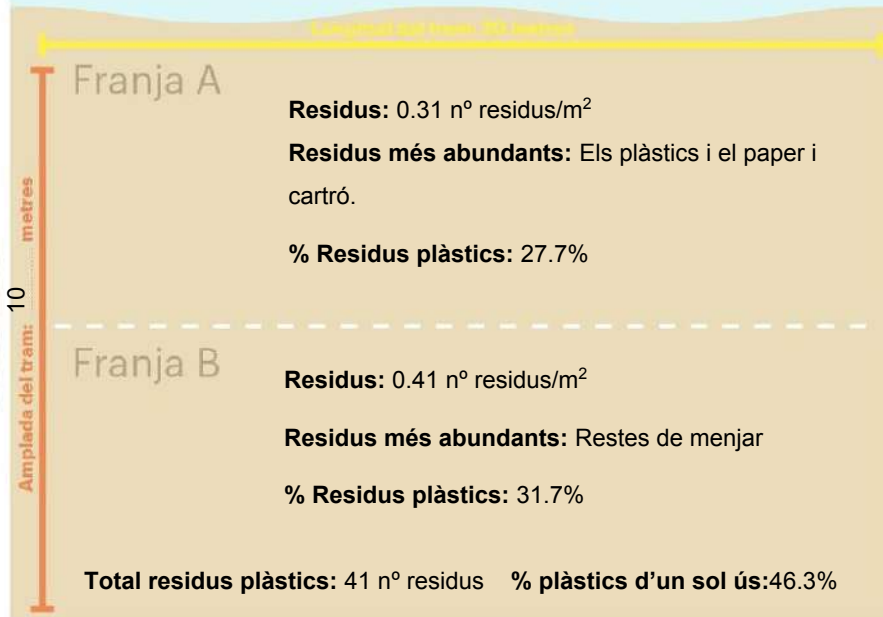 Franja A
Residus: 0.31 nº residus/m²
Residus més abundants: Els plàstics i el paper i
cartró.
% Residus plàstics: 27.7%
Amplada del tram: 10 metres
Franja B
Residus: 0.41 nº residus/m²
Residus més abundants: Restes de menjar
% Residus plàstics: 31.7%
Total residus plàstics: 41 nº residus % plàstics d’un sol ús:46.3%